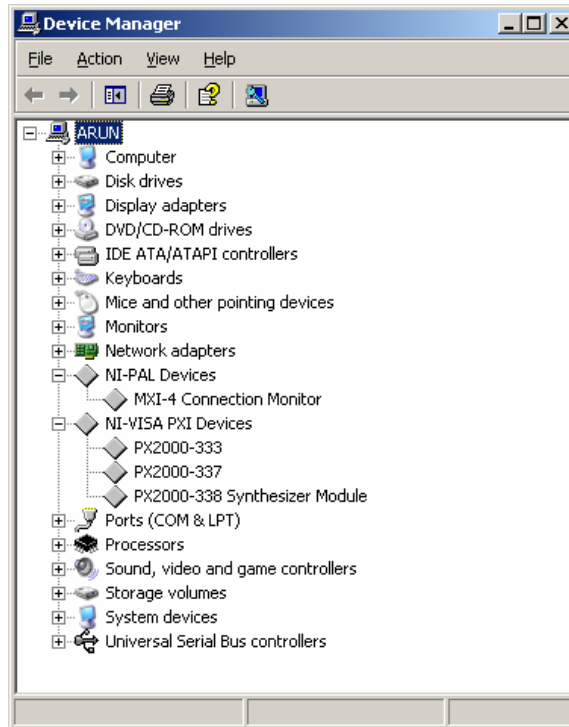 Device Manager
File Action View Help
ARUN
Computer
Disk drives
Display adapters
DVD/CD-ROM drives
IDE ATA/ATAPI controllers
Keyboards
Mice and other pointing devices
Monitors
Network adapters
NI-PAL Devices
MXI-4 Connection Monitor
NI-VISA PXI Devices
PX2000-333
PX2000-337
PX2000-338 Synthesizer Module
Ports (COM & LPT)
Processors
Sound, video and game controllers
Storage volumes
System devices
Universal Serial Bus controllers